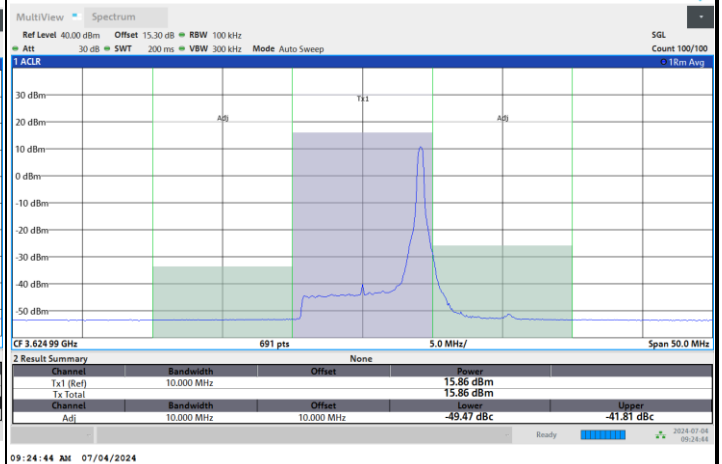 MultiView Spectrum
Ref Level 40.00 dBm Offset 15.30 dB RBW 100 kHz SGL
Att 30 dB SWT 200 ms VBW 300 kHz Mode Auto Sweep Count 100/100
1 ACLR 1Rm Avg
30 dBm
Tx1
20 dBm
Adj Adj
10 dBm
0 dBm
-10 dBm
-20 dBm
-30 dBm
-40 dBm
-50 dBm
CF 3.624 99 GHz 691 pts 5.0 MHz/ Span 50.0 MHz
2 Result Summary None
Channel Bandwidth Offset Power
Tx1 (Ref) 10.000 MHz 15.86 dBm
Tx Total 15.86 dBm
Channel Bandwidth Offset Lower Upper
Adj 10.000 MHz 10.000 MHz -49.47 dBc -41.81 dBc
Ready 2024-07-04
09:24:44
09:24:44 AM 07/04/2024